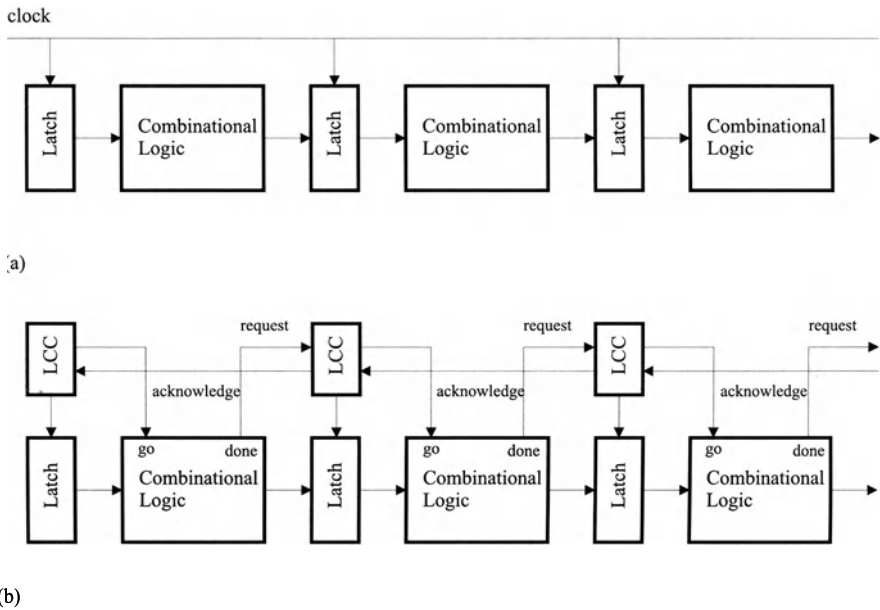 clock
Latch
Combinational
Logic
Latch
Combinational
Logic
Latch
Combinational
Logic
(a)
LCC
request
LCC
request
LCC
request
acknowledge
acknowledge
acknowledge
Latch
go
done
Combinational
Logic
Latch
go
done
Combinational
Logic
Latch
go
done
Combinational
Logic
(b)